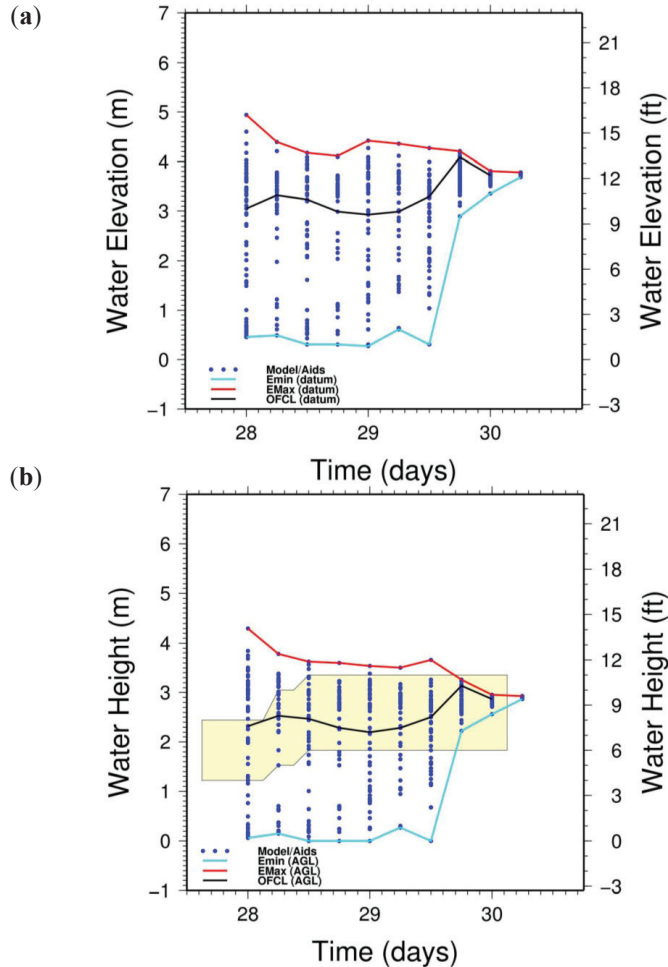 (a)
7
6
5
4
3
2
1
0
−1
Water Elevation (m)
21
18
15
12
9
6
3
0
−3
Water Elevation (ft)
Model/Aids
Emin (datum)
EMax (datum)
OFCL (datum)
28 29 30
Time (days)
(b)
7
6
5
4
3
2
1
0
−1
Water Height (m)
21
18
15
12
9
6
3
0
−3
Water Height (ft)
Model/Aids
Emin (AGL)
EMax (AGL)
OFCL (AGL)
28 29 30
Time (days)